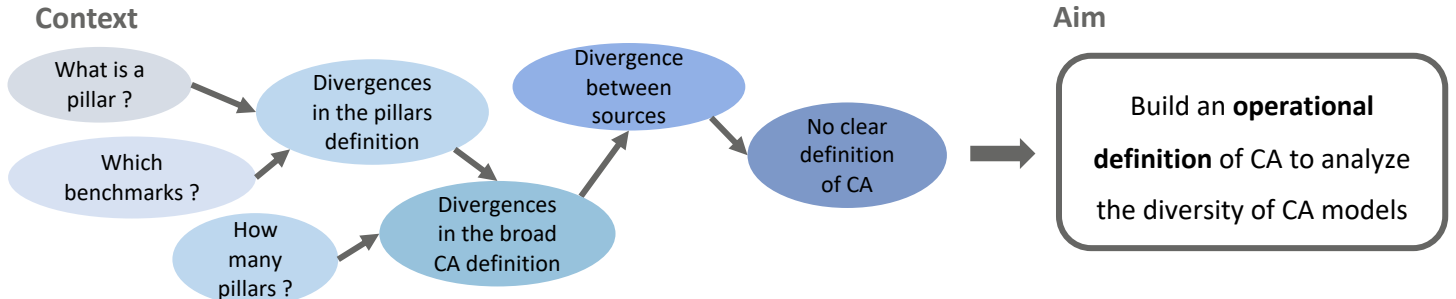 Context
What is a
pillar ?
Which
benchmarks ?
Divergences
in the pillars
definition
How
many
pillars ?
Divergences
in the broad
CA definition
Divergence
between
sources
No clear
definition
of CA
Aim
Build an operational
definition of CA to analyze
the diversity of CA models